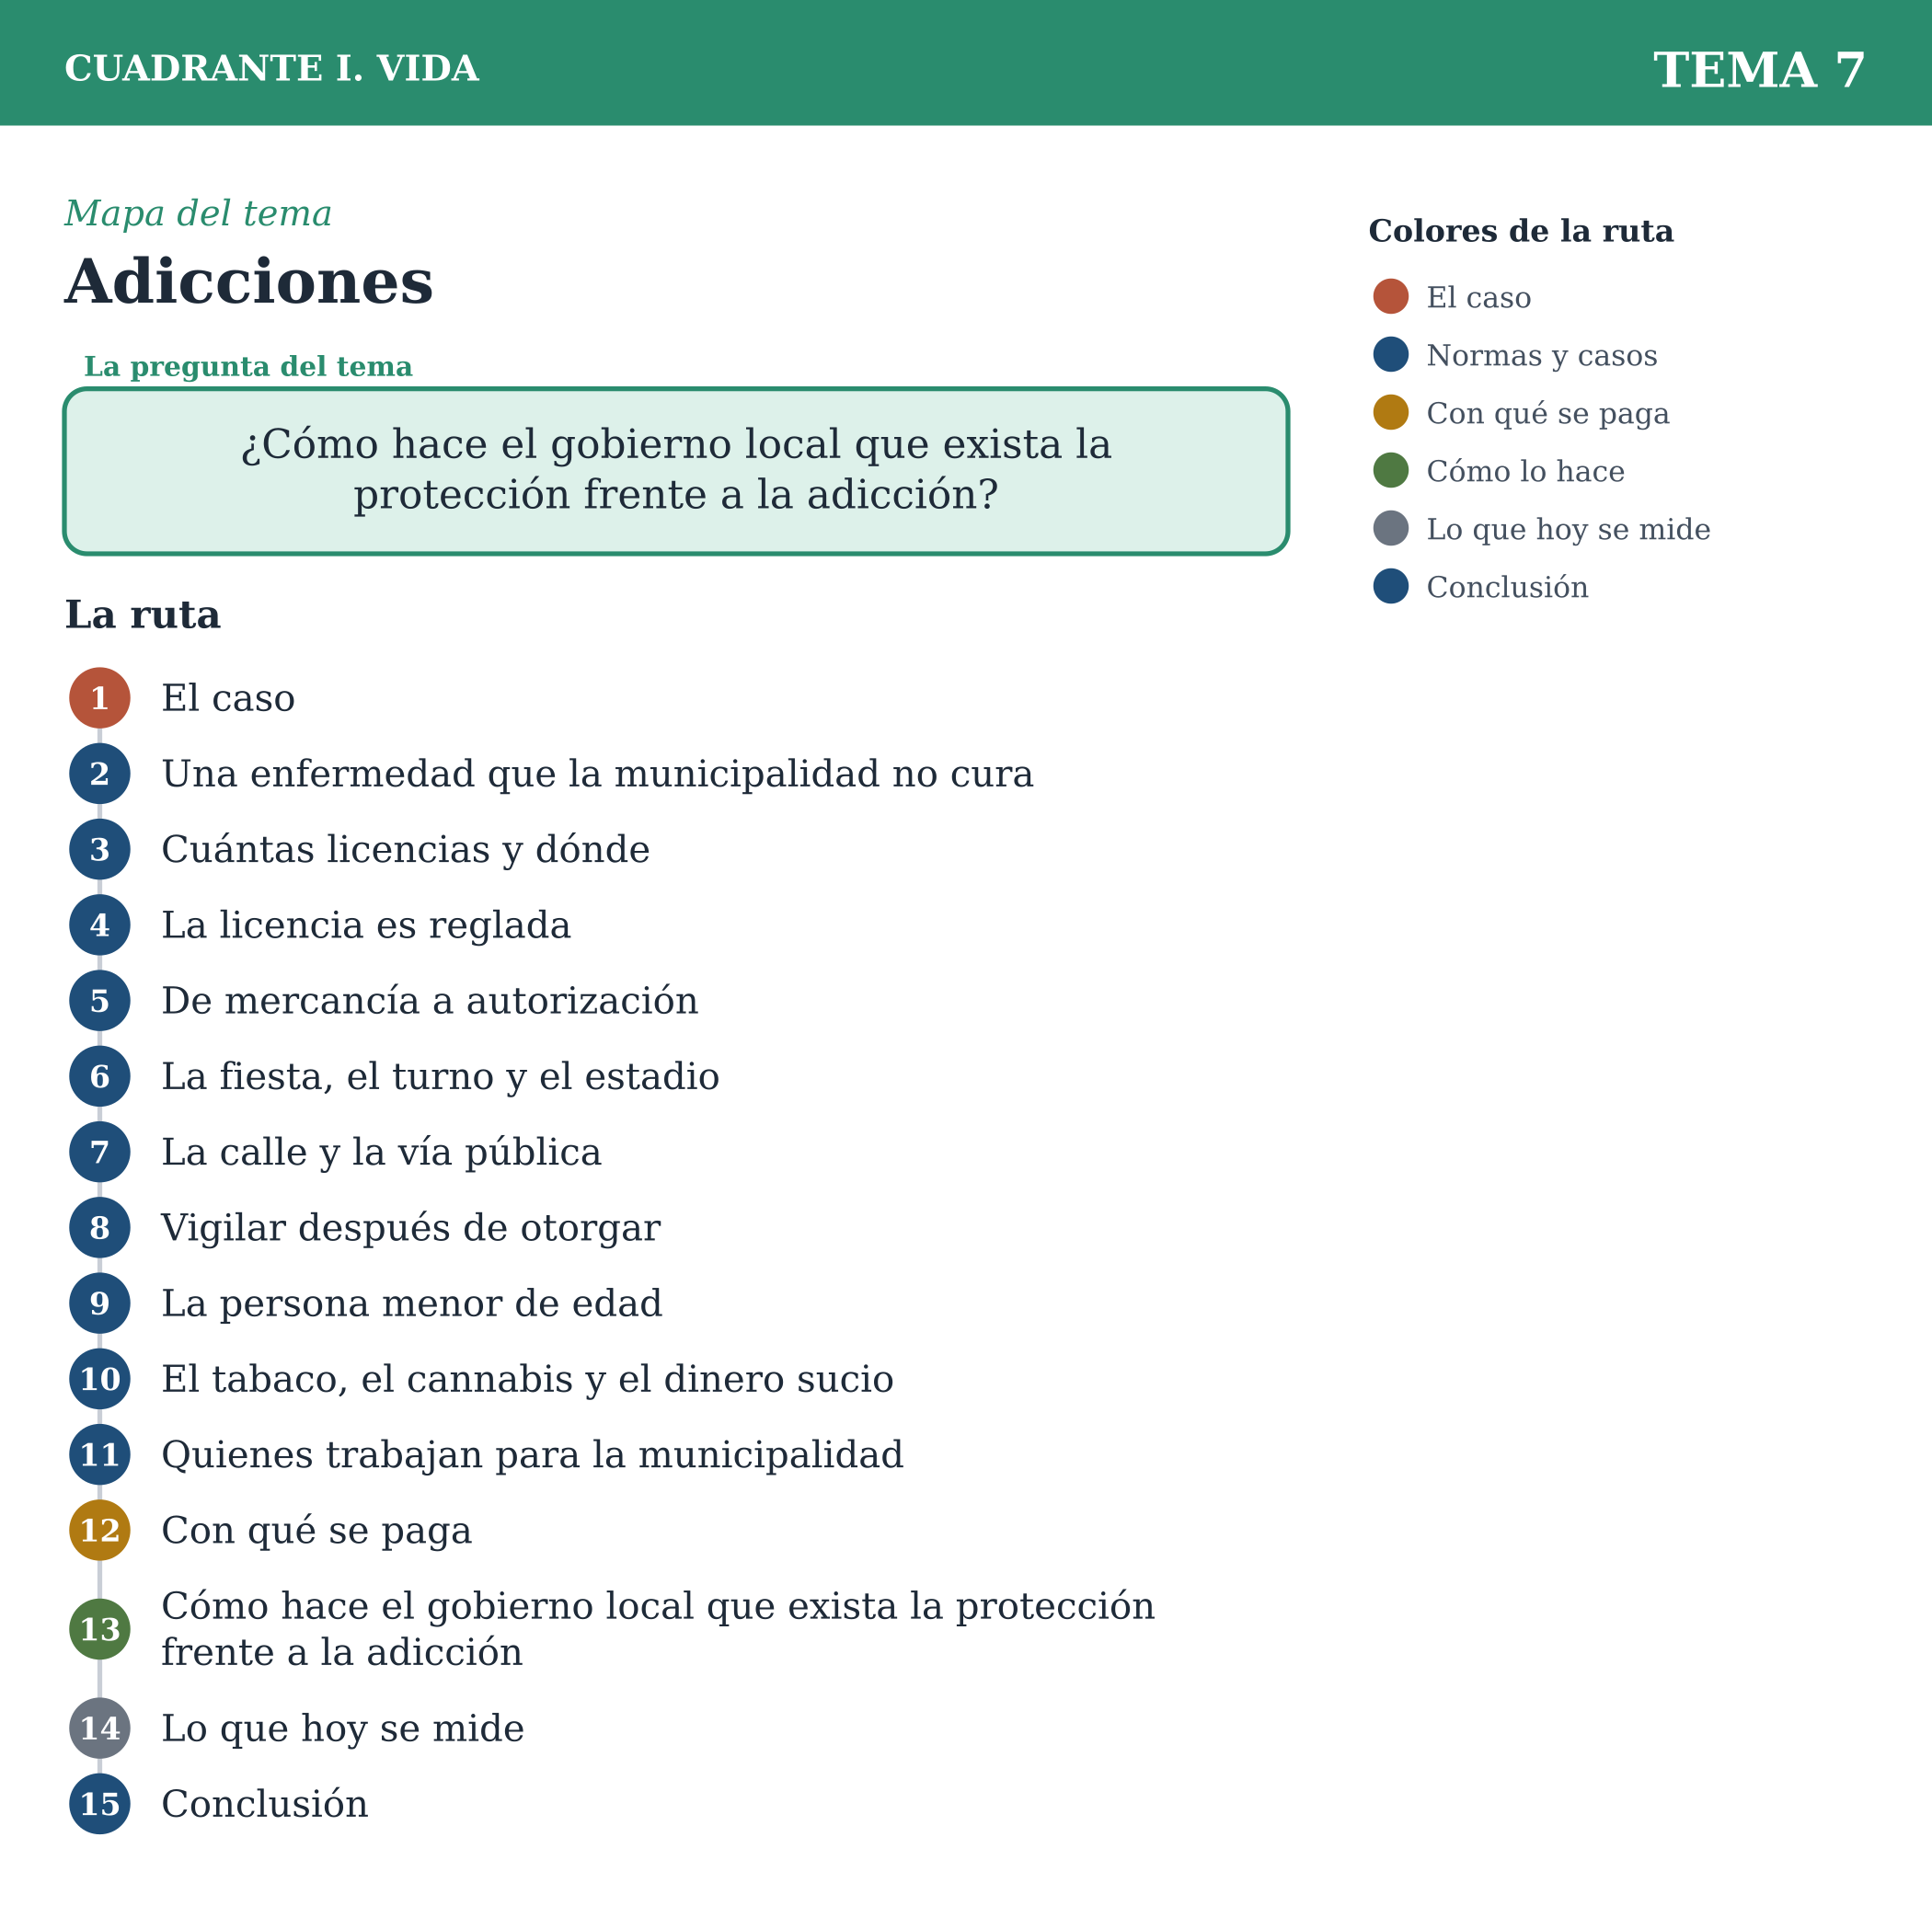 CUADRANTE I. VIDA
TEMA 7
Mapa del tema
Adicciones
La pregunta del tema
¿Cómo hace el gobierno local que exista la
protección frente a la adicción?
Colores de la ruta
El caso
Normas y casos
Con qué se paga
Cómo lo hace
Lo que hoy se mide
Conclusión
La ruta
1 El caso
2 Una enfermedad que la municipalidad no cura
3 Cuántas licencias y dónde
4 La licencia es reglada
5 De mercancía a autorización
6 La fiesta, el turno y el estadio
7 La calle y la vía pública
8 Vigilar después de otorgar
9 La persona menor de edad
10 El tabaco, el cannabis y el dinero sucio
11 Quienes trabajan para la municipalidad
12 Con qué se paga
13 Cómo hace el gobierno local que exista la protección
frente a la adicción
14 Lo que hoy se mide
15 Conclusión